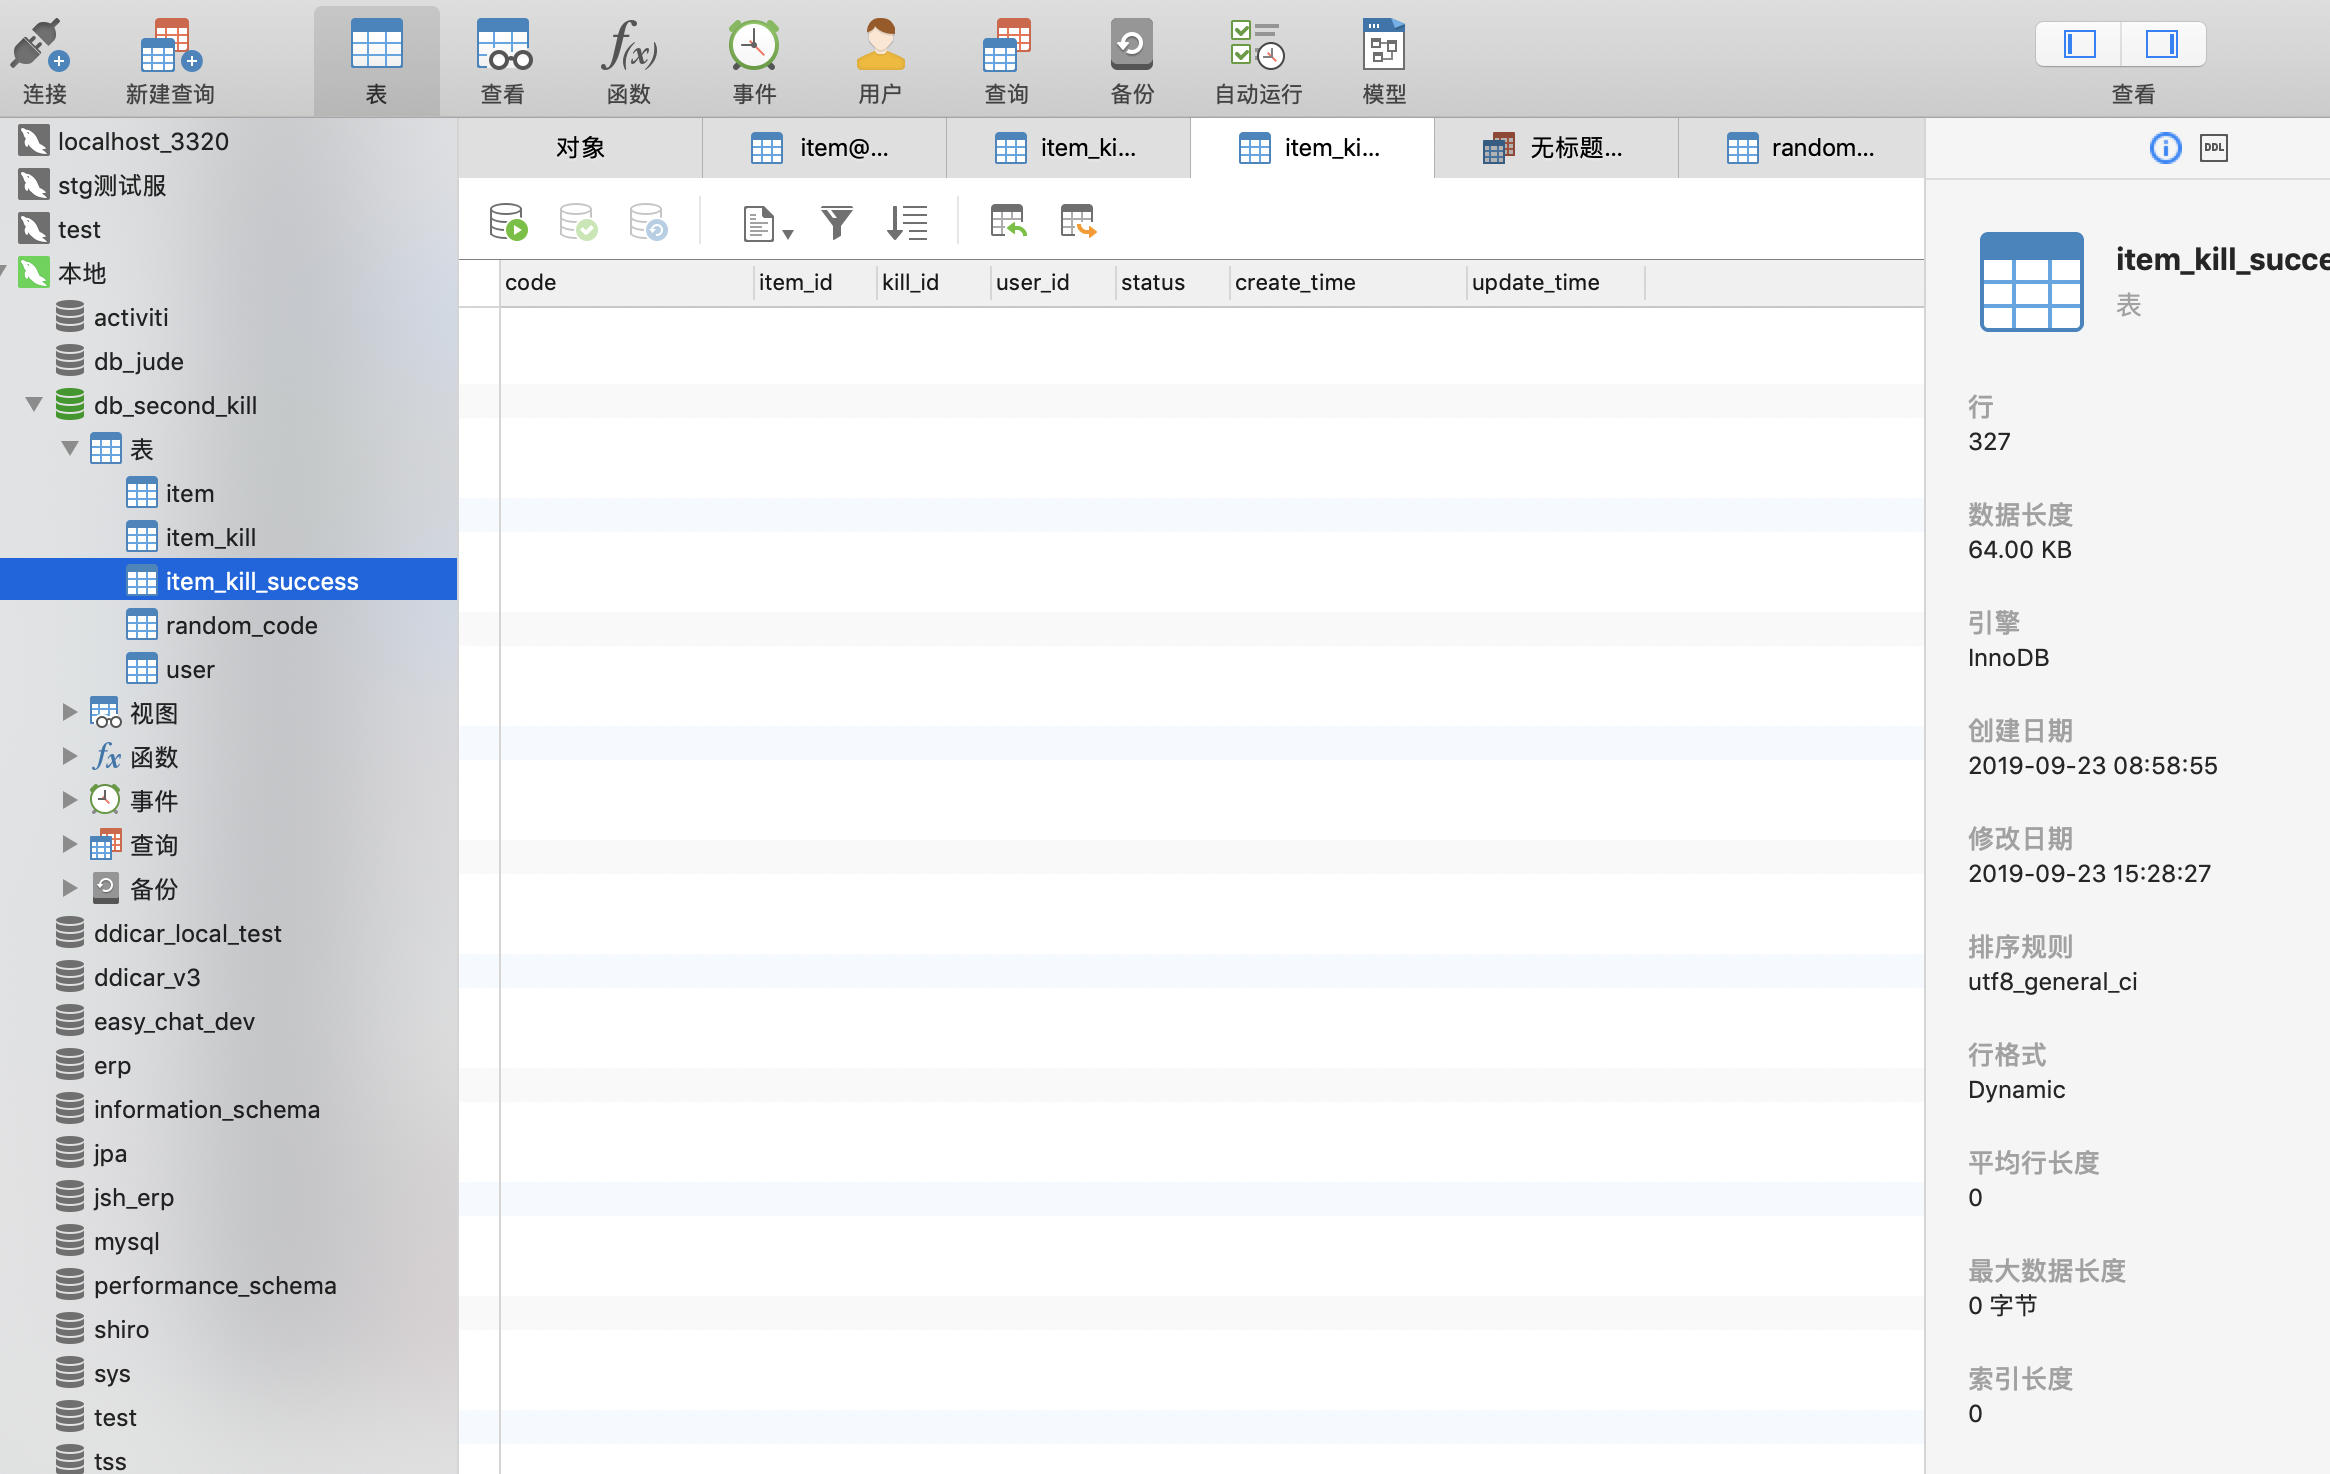 连接
新建查询
表
查看
函数
事件
用户
查询
备份
自动运行
模型
查看
localhost_3320
stg测试服
test
本地
activiti
db_jude
db_second_kill
表
item
item_kill
item_kill_success
random_code
user
视图
函数
事件
查询
备份
ddicar_local_test
ddicar_v3
easy_chat_dev
erp
information_schema
jpa
jsh_erp
mysql
performance_schema
shiro
sys
test
tss
对象
item@...
item_ki...
item_ki...
无标题...
random...
code
item_id
kill_id
user_id
status
create_time
update_time
DDL
item_kill_succe
表
行
327
数据长度
64.00 KB
引擎
InnoDB
创建日期
2019-09-23 08:58:55
修改日期
2019-09-23 15:28:27
排序规则
utf8_general_ci
行格式
Dynamic
平均行长度
0
最大数据长度
0 字节
索引长度
0